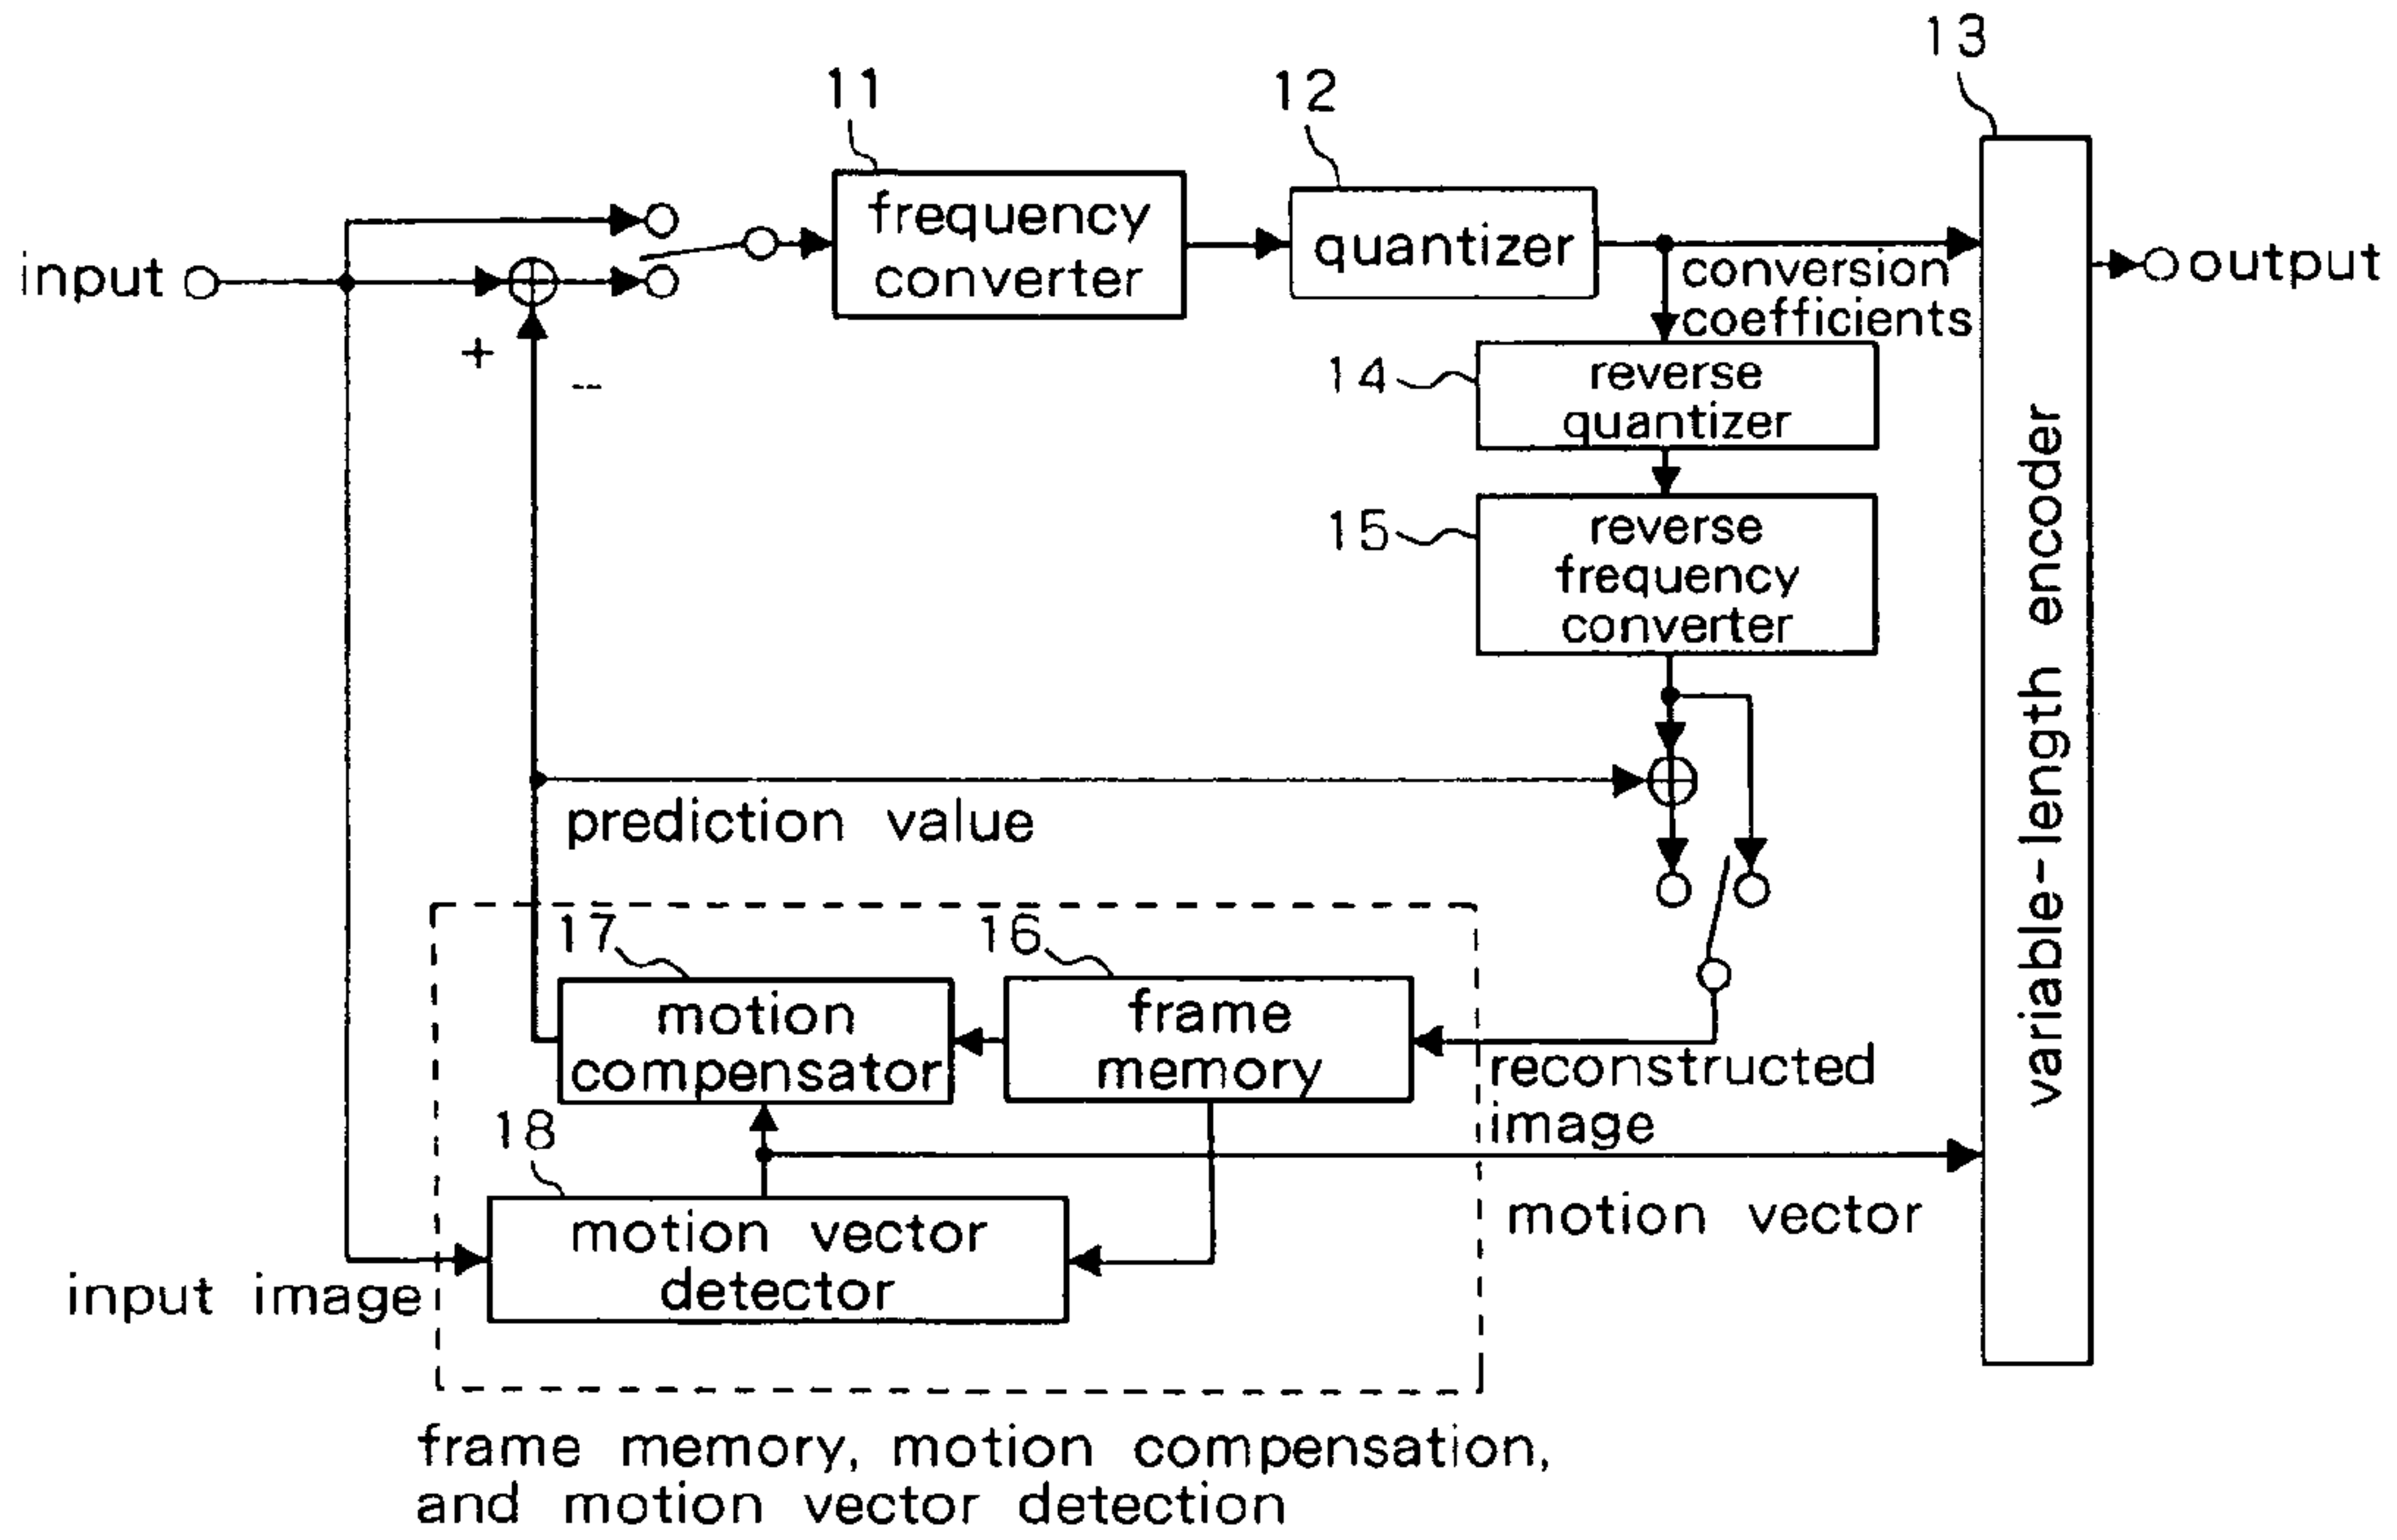 13
11
12
frequency
converter
quantizer
input
output
conversion
coefficients
+
--
14
reverse
quantizer
15
reverse
frequency
converter
variable-length encoder
prediction value
17
16
motion
compensator
frame
memory
reconstructed
image
18
motion vector
detector
motion vector
input image
frame memory, motion compensation,
and motion vector detection